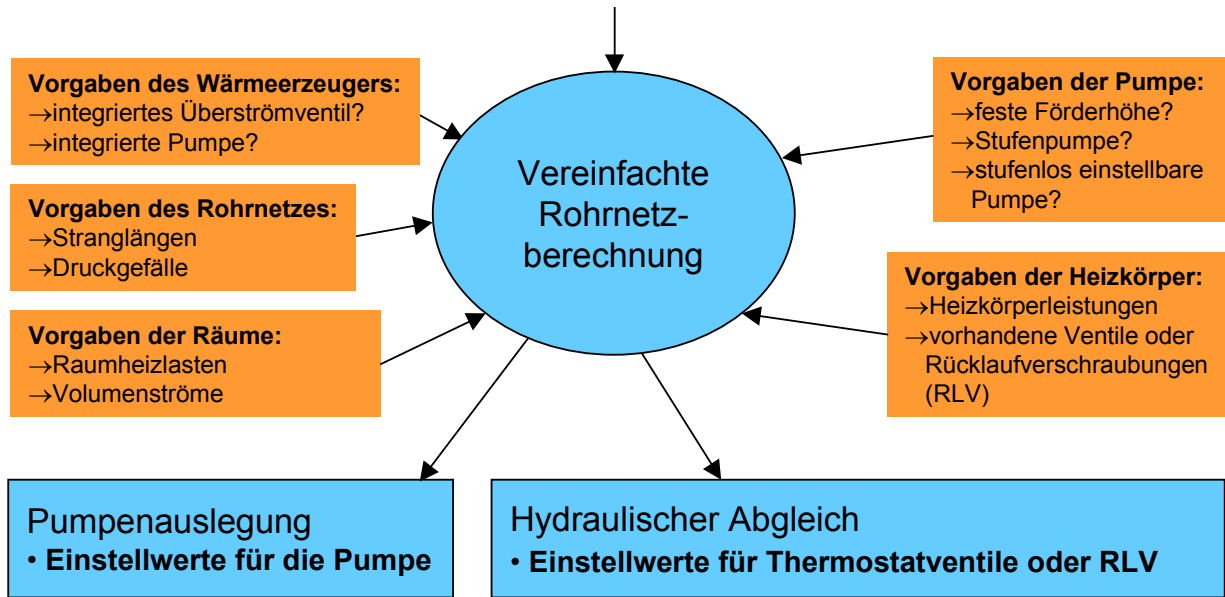 Vorgaben des Wärmeerzeugers:
→integriertes Überströmventil?
→integrierte Pumpe?
Vorgaben des Rohrnetzes:
→Stranglängen
→Druckgefälle
Vorgaben der Räume:
→Raumheizlasten
→Volumenströme
Vereinfachte
Rohrnetz-
berechnung
Vorgaben der Pumpe:
→feste Förderhöhe?
→Stufenpumpe?
→stufenlos einstellbare
Pumpe?
Vorgaben der Heizkörper:
→Heizkörperleistungen
→vorhandene Ventile oder
Rücklaufverschraubungen
(RLV)
Pumpenauslegung
• Einstellwerte für die Pumpe
Hydraulischer Abgleich
• Einstellwerte für Thermostatventile oder RLV